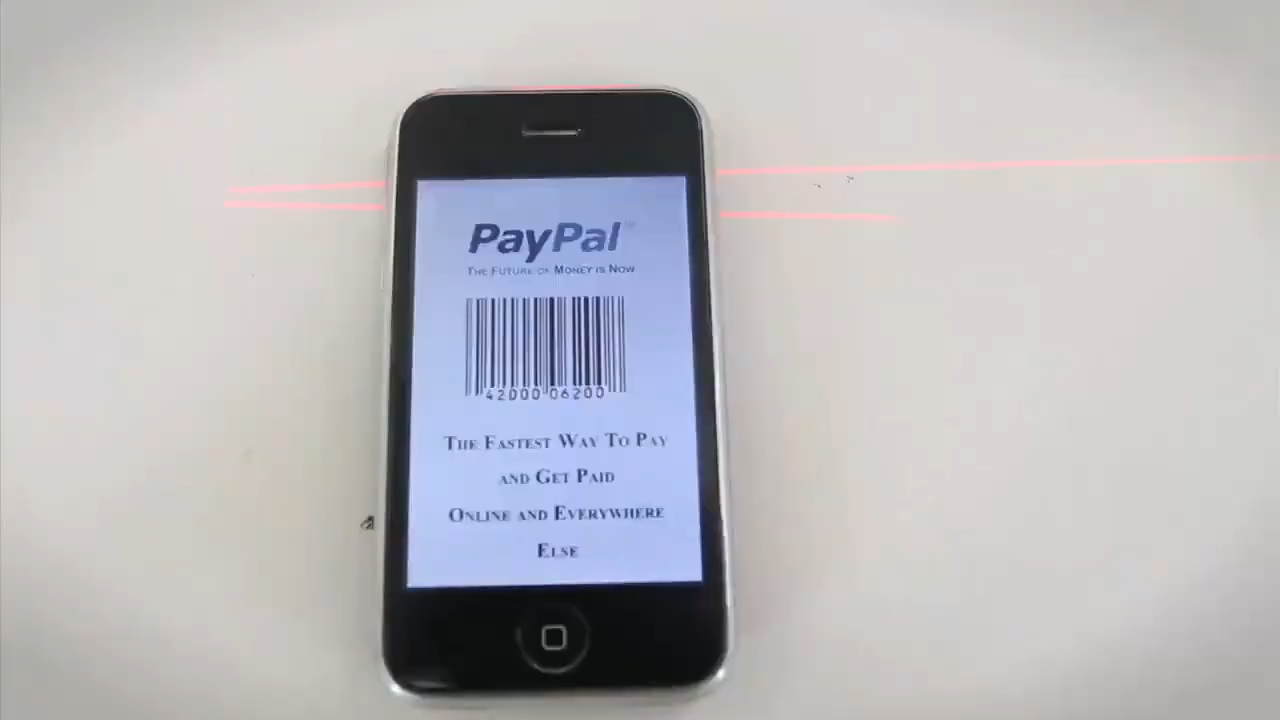 PayPal™
The Future of Money is Now
42000 06200
The Fastest Way To Pay
and Get Paid
Online and Everywhere
Else